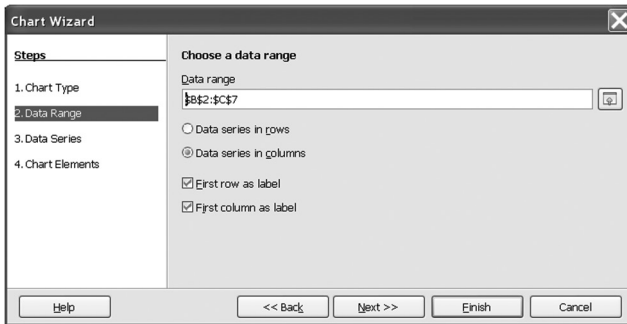 Chart Wizard
Steps
1. Chart Type
2. Data Range
3. Data Series
4. Chart Elements
Choose a data range
Data range
$B$2:$C$7
Data series in rows
Data series in columns
First row as label
First column as label
Help
<< Back
Next >>
Finish
Cancel